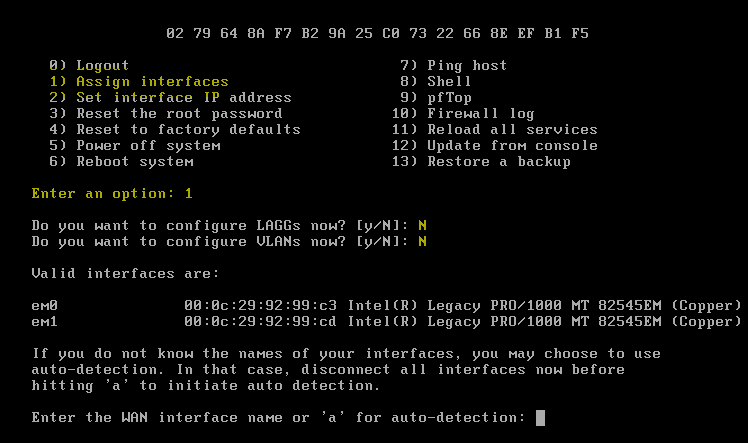 02 79 64 8A F7 B2 9A 25 C0 73 22 66 8E EF B1 F5
0) Logout 7) Ping host
1) Assign interfaces 8) Shell
2) Set interface IP address 9) pfTop
3) Reset the root password 10) Firewall log
4) Reset to factory defaults 11) Reload all services
5) Power off system 12) Update from console
6) Reboot system 13) Restore a backup
Enter an option: 1
Do you want to configure LAGGs now? [y/N]: N
Do you want to configure VLANs now? [y/N]: N
Valid interfaces are:
em0 00:0c:29:92:99:c3 Intel(R) Legacy PRO/1000 MT 82545EM (Copper)
em1 00:0c:29:92:99:cd Intel(R) Legacy PRO/1000 MT 82545EM (Copper)
If you do not know the names of your interfaces, you may choose to use
auto-detection. In that case, disconnect all interfaces now before
hitting 'a' to initiate auto detection.
Enter the WAN interface name or 'a' for auto-detection: